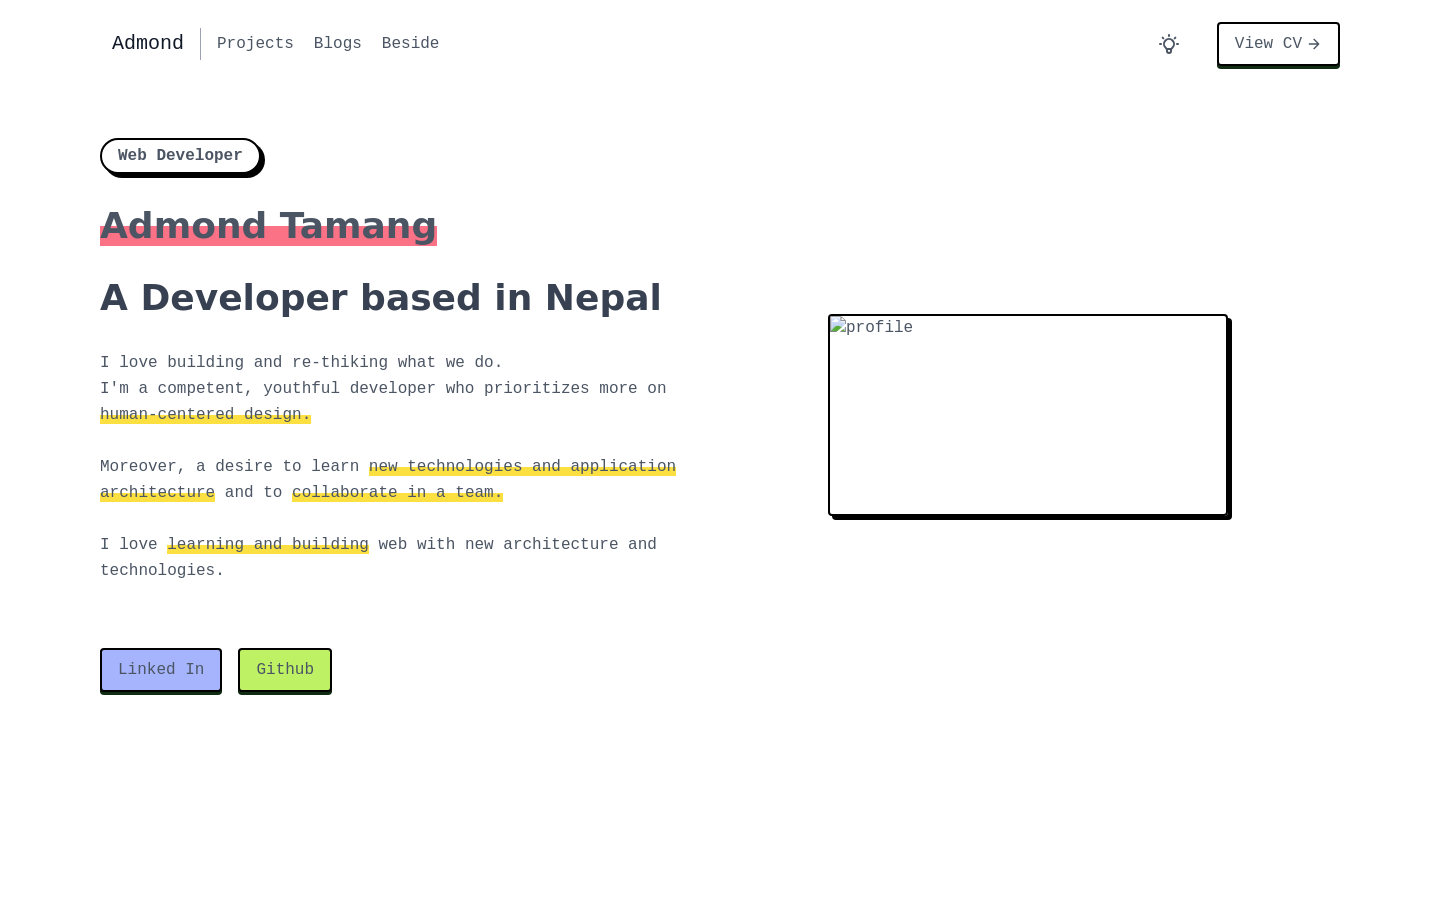 Admond
Projects
Blogs
Beside
View CV
Web Developer
Admond Tamang
A Developer based in Nepal
I love building and re-thiking what we do.
I'm a competent, youthful developer who prioritizes more on
human-centered design.
Moreover, a desire to learn new technologies and application
architecture and to collaborate in a team.
I love learning and building web with new architecture and
technologies.
profile
Linked In
Github